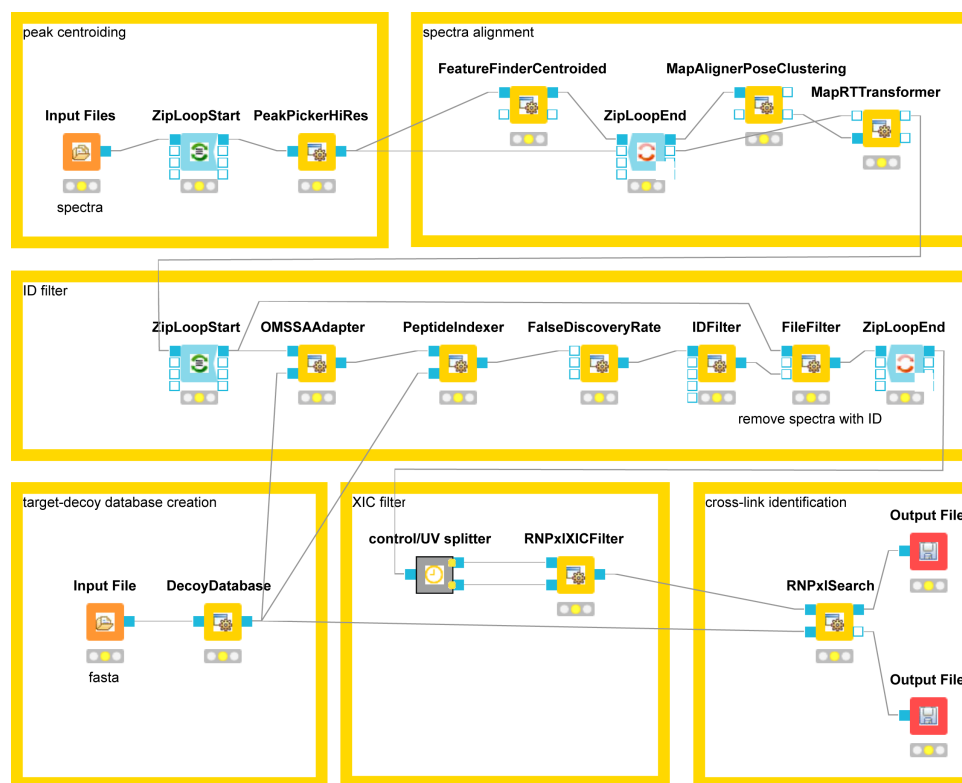 peak centroiding
Input Files
ZipLoopStart
PeakPickerHiRes
spectra
spectra alignment
FeatureFinderCentroided
MapAlignerPoseClustering
ZipLoopEnd
MapRTTransformer
ID filter
ZipLoopStart
OMSSAAdapter
PeptideIndexer
FalseDiscoveryRate
IDFilter
FileFilter
ZipLoopEnd
remove spectra with ID
target-decoy database creation
Input File
DecoyDatabase
fasta
XIC filter
control/UV splitter
RNPxlXICFilter
cross-link identification
Output File
RNPxlSearch
Output File